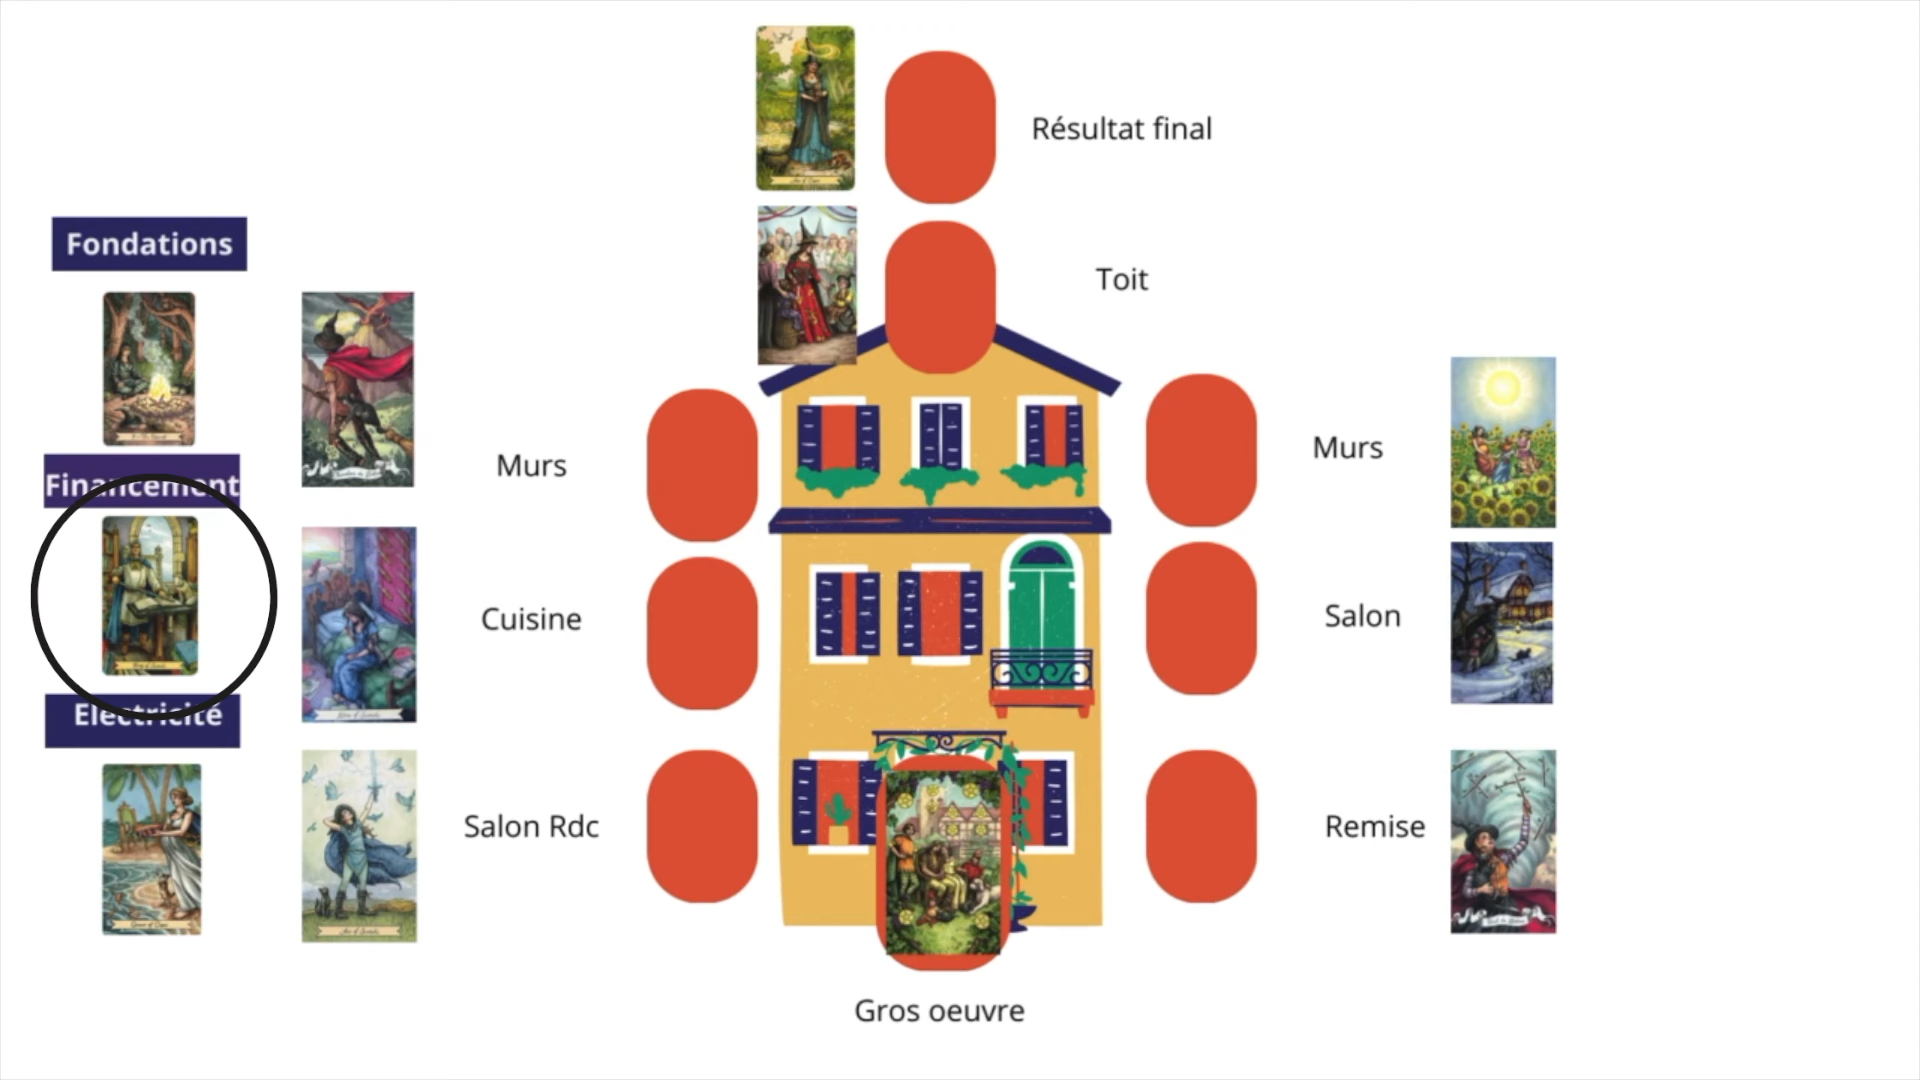 Résultat final
Toit
Fondations
Financement
Electricité
Murs
Murs
Cuisine
Salon
Salon Rdc
Remise
Gros oeuvre